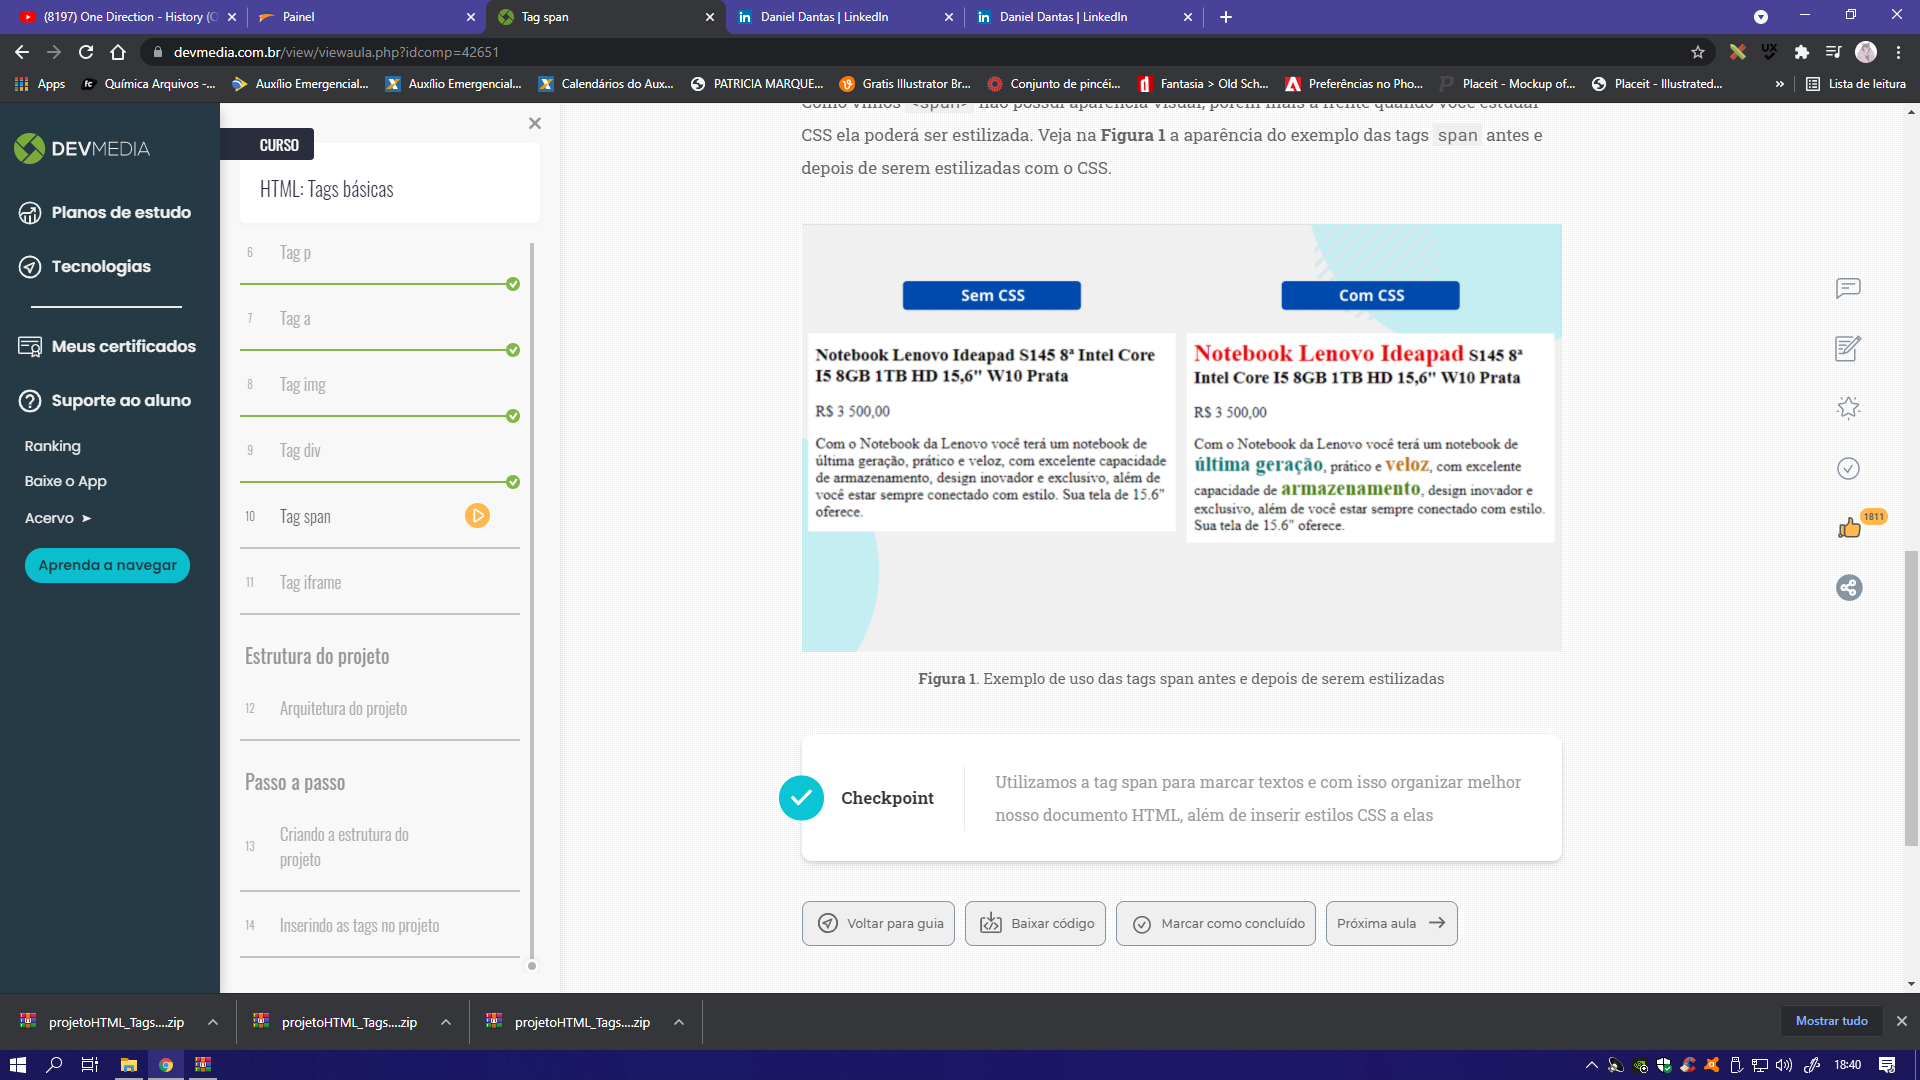 (8197) One Direction - History (O
Painel
Tag span
Daniel Dantas | LinkedIn
Daniel Dantas | LinkedIn
devmedia.com.br/view/viewaula.php?idcomp=42651
Apps
Química Arquivos -...
Auxílio Emergencial...
Auxílio Emergencial...
Calendários do Aux...
PATRICIA MARQUE...
Gratis Illustrator Br...
Conjunto de pincéi...
Fantasia > Old Sch...
Preferências no Pho...
Placeit - Mockup of...
Placeit - Illustrated...
»
Lista de leitura
DEVMEDIA
Planos de estudo
Tecnologias
Meus certificados
Suporte ao aluno
Ranking
Baixe o App
Acervo ➤
Aprenda a navegar
CURSO
HTML: Tags básicas
6 Tag p
7 Tag a
8 Tag img
9 Tag div
10 Tag span
11 Tag iframe
Estrutura do projeto
12 Arquitetura do projeto
Passo a passo
13 Criando a estrutura do
projeto
14 Inserindo as tags no projeto
Como vimos <span> não possui aparência visual, porém mais a frente quando você estudar
CSS ela poderá ser estilizada. Veja na Figura 1 a aparência do exemplo das tags span antes e
depois de serem estilizadas com o CSS.
Sem CSS
Notebook Lenovo Ideapad S145 8ª Intel Core
I5 8GB 1TB HD 15,6" W10 Prata
R$ 3 500,00
Com o Notebook da Lenovo você terá um notebook de
última geração, prático e veloz, com excelente capacidade
de armazenamento, design inovador e exclusivo, além de
você estar sempre conectado com estilo. Sua tela de 15.6"
oferece.
Com CSS
Notebook Lenovo Ideapad S145 8ª
Intel Core I5 8GB 1TB HD 15,6" W10 Prata
R$ 3 500,00
Com o Notebook da Lenovo você terá um notebook de
última geração, prático e veloz, com excelente
capacidade de armazenamento, design inovador e
exclusivo, além de você estar sempre conectado com estilo.
Sua tela de 15.6" oferece.
Figura 1. Exemplo de uso das tags span antes e depois de serem estilizadas
Checkpoint
Utilizamos a tag span para marcar textos e com isso organizar melhor
nosso documento HTML, além de inserir estilos CSS a elas
Voltar para guia
Baixar código
Marcar como concluído
Próxima aula
1811
projetoHTML_Tags....zip
projetoHTML_Tags....zip
projetoHTML_Tags....zip
Mostrar tudo
18:40